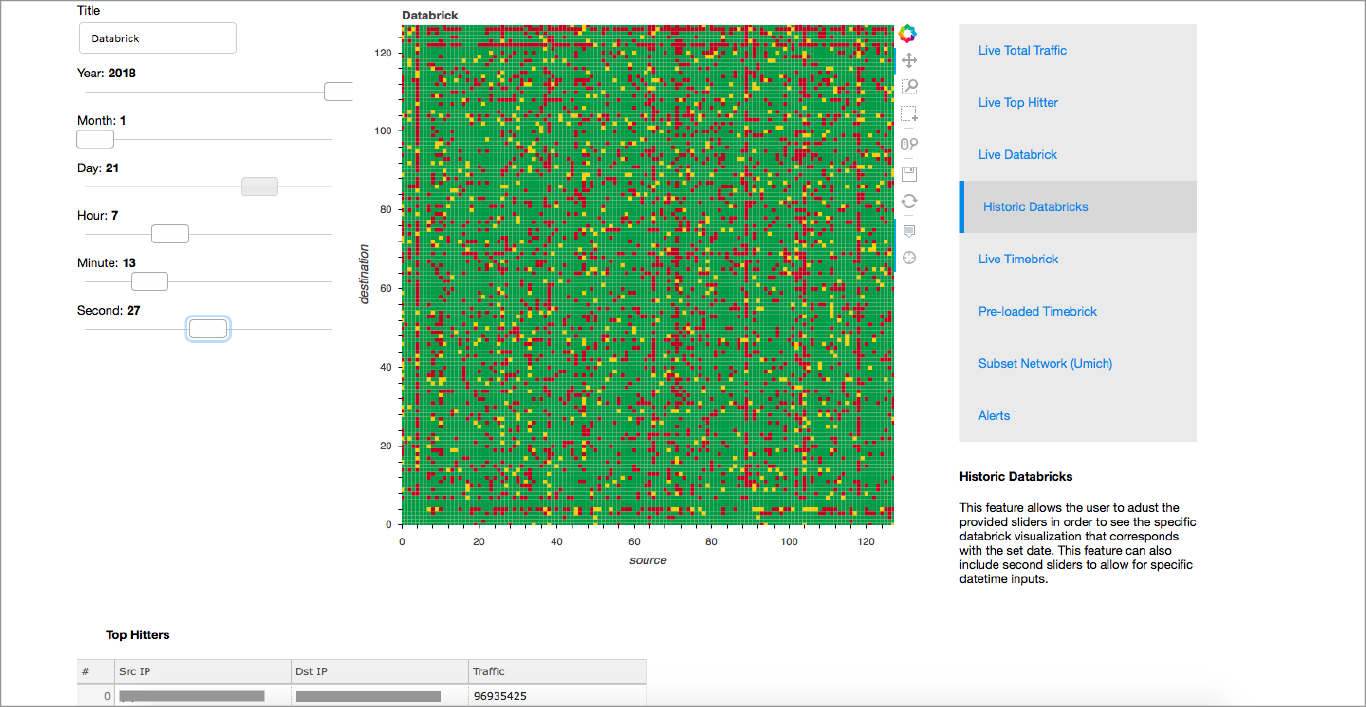 Title
Databrick
Year: 2018
Month: 1
Day: 21
Hour: 7
Minute: 13
Second: 27
Databrick
120
100
80
60
40
20
0
destination
0 20 40 60 80 100 120
source
Live Total Traffic
Live Top Hitter
Live Databrick
Historic Databricks
Live Timebrick
Pre-loaded Timebrick
Subset Network (Umich)
Alerts
Historic Databricks
This feature allows the user to adust the
provided sliders in order to see the specific
databrick visualization that corresponds
with the set date. This feature can also
include second sliders to allow for specific
datetime inputs.
Top Hitters
# Src IP Dst IP Traffic
0 96935425